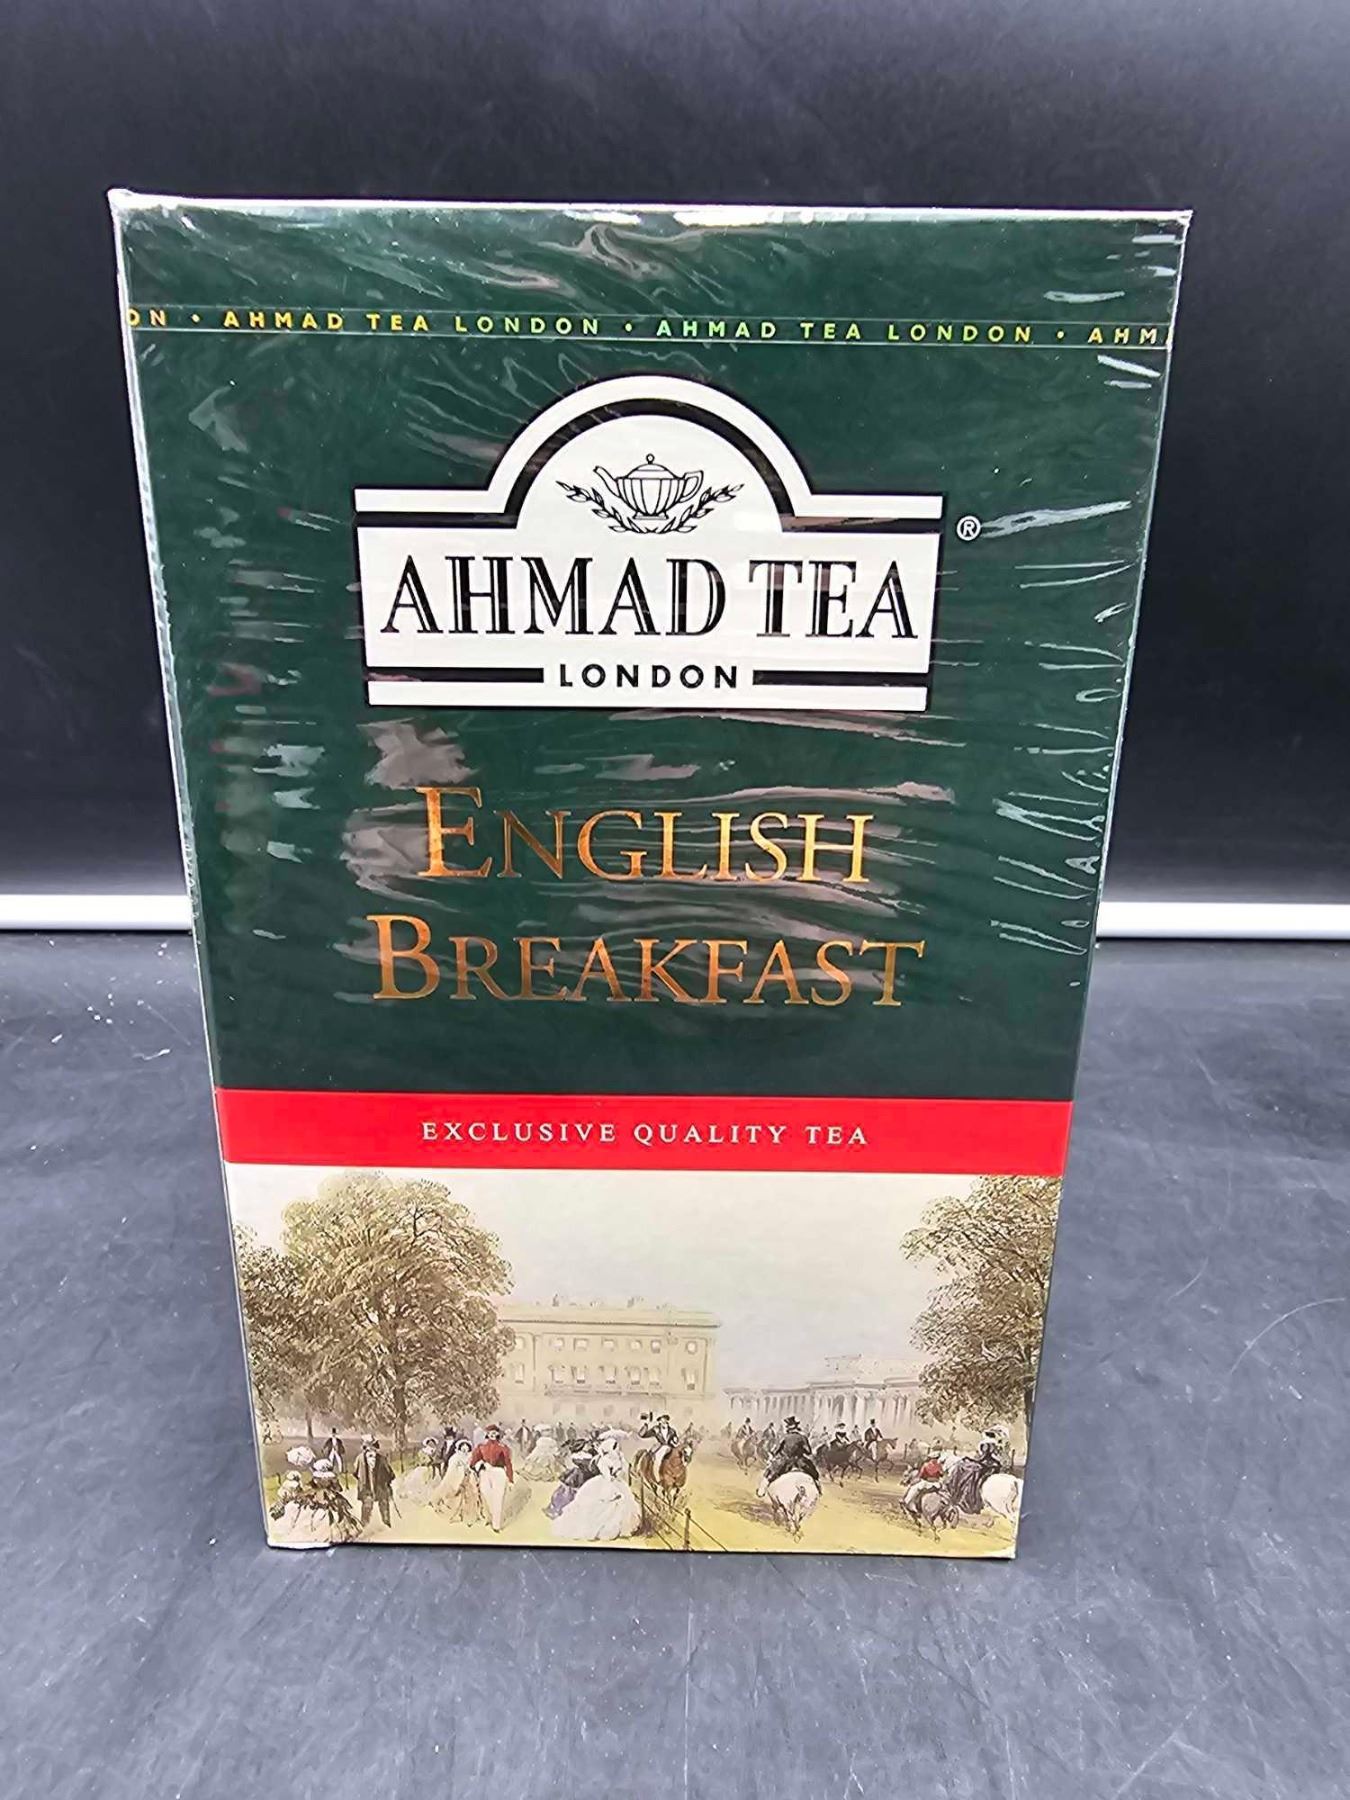 ON • AHMAD TEA LONDON • AHMAD TEA LONDON • AHM
AHMAD TEA ®
LONDON
ENGLISH
BREAKFAST
EXCLUSIVE QUALITY TEA